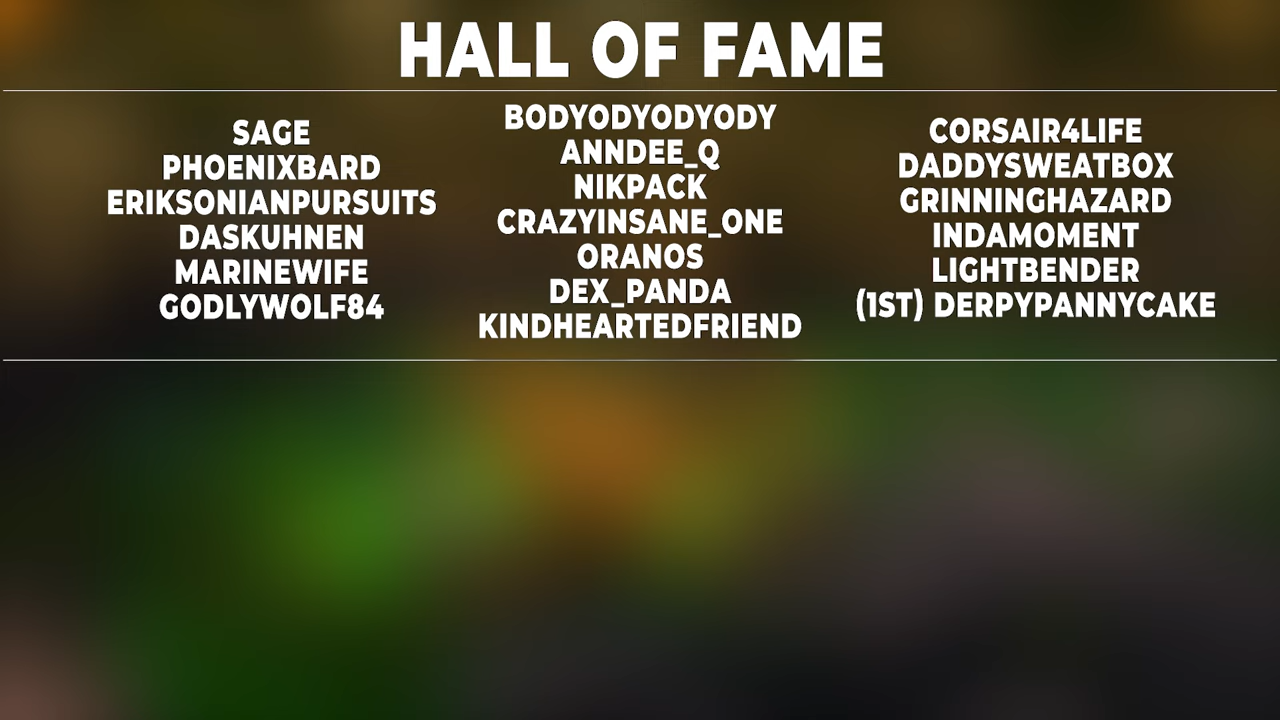 HALL OF FAME
SAGE
PHOENIXBARD
ERIKSONIANPURSUITS
DASKUHNEN
MARINEWIFE
GODLYWOLF84
BODYODYODYODY
ANNDEE_Q
NIKPACK
CRAZYINSANE_ONE
ORANOS
DEX_PANDA
KINDHEARTEDFRIEND
CORSAIR4LIFE
DADDYSWEATBOX
GRINNINGHAZARD
INDAMOMENT
LIGHTBENDER
(1ST) DERPYPANNYCAKE